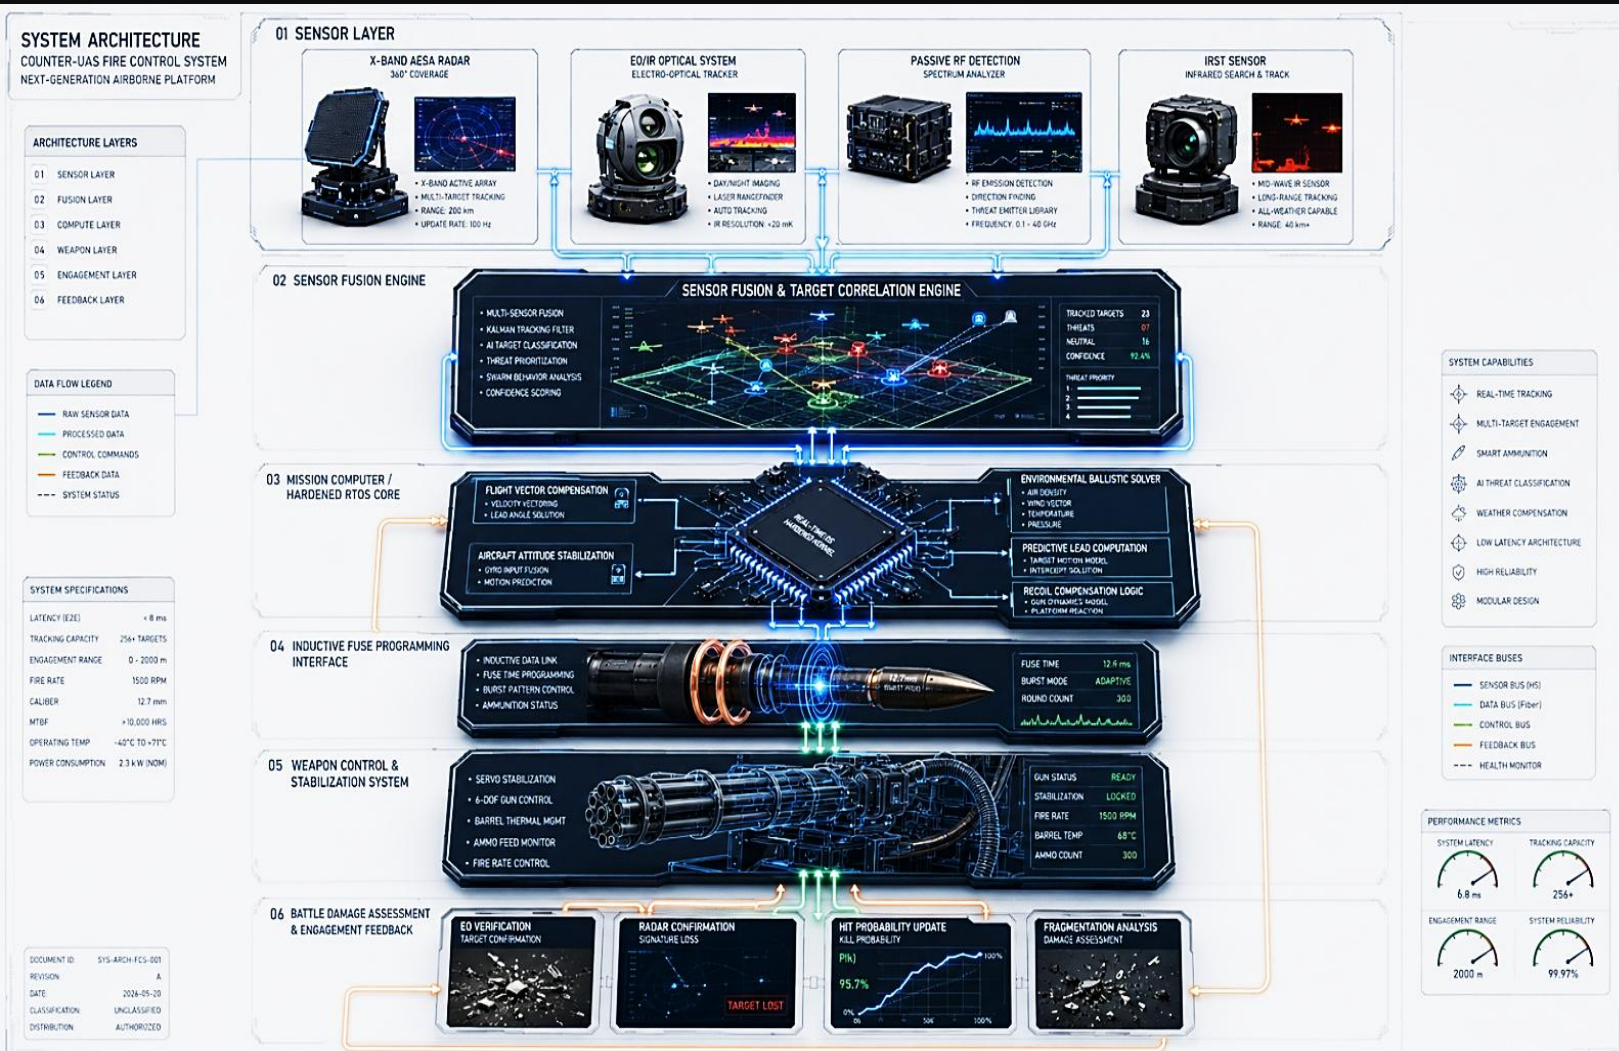 SYSTEM ARCHITECTURE
COUNTER-UAS FIRE CONTROL SYSTEM
NEXT-GENERATION AIRBORNE PLATFORM
ARCHITECTURE LAYERS
01 SENSOR LAYER
02 FUSION LAYER
03 COMPUTE LAYER
04 WEAPON LAYER
05 ENGAGEMENT LAYER
06 FEEDBACK LAYER
DATA FLOW LEGEND
RAW SENSOR DATA
PROCESSED DATA
CONTROL COMMANDS
FEEDBACK DATA
SYSTEM STATUS
SYSTEM SPECIFICATIONS
LATENCY (E2E) < 8 ms
TRACKING CAPACITY 256+ TARGETS
ENGAGEMENT RANGE 0 - 2000 m
FIRE RATE 1500 RPM
CALIBER 12.7 mm
MTBF >10,000 HRS
OPERATING TEMP -40°C TO +71°C
POWER CONSUMPTION 2.3 kW (NOM)
DOCUMENT ID: SYS-ARCH-FCS-001
REVISION: A
DATE: 2026-05-20
CLASSIFICATION: UNCLASSIFIED
DISTRIBUTION: AUTHORIZED
01 SENSOR LAYER
X-BAND AESA RADAR
360° COVERAGE
• X-BAND ACTIVE ARRAY
• MULTI-TARGET TRACKING
• RANGE: 200 km
• UPDATE RATE: 100 Hz
EO/IR OPTICAL SYSTEM
ELECTRO-OPTICAL TRACKER
• DAY/NIGHT IMAGING
• LASER RANGEFINDER
• AUTO TRACKING
• IR RESOLUTION: <20 mK
PASSIVE RF DETECTION
SPECTRUM ANALYZER
• RF EMISSION DETECTION
• DIRECTION FINDING
• THREAT EMITTER LIBRARY
• FREQUENCY: 0.1 - 40 GHz
IRST SENSOR
INFRARED SEARCH & TRACK
• MID-WAVE IR SENSOR
• LONG-RANGE TRACKING
• ALL-WEATHER CAPABLE
• RANGE: 40 km+
02 SENSOR FUSION ENGINE
SENSOR FUSION & TARGET CORRELATION ENGINE
• MULTI-SENSOR FUSION
• KALMAN TRACKING FILTER
• AI TARGET CLASSIFICATION
• THREAT PRIORITIZATION
• SWARM BEHAVIOR ANALYSIS
• CONFIDENCE SCORING
TRACKED TARGETS 23
THREATS 07
NEUTRAL 16
CONFIDENCE 92.4%
THREAT PRIORITY
1.
2.
3.
4
03 MISSION COMPUTER /
HARDENED RTOS CORE
FLIGHT VECTOR COMPENSATION
• VELOCITY VECTORING
• LEAD ANGLE SOLUTION
AIRCRAFT ATTITUDE STABILIZATION
• GYRO INPUT FUSION
• MOTION PREDICTION
ENVIRONMENTAL BALLISTIC SOLVER
• AIR DENSITY
• WIND VECTOR
• TEMPERATURE
• PRESSURE
PREDICTIVE LEAD COMPUTATION
• TARGET MOTION MODEL
• INTERCEPT SOLUTION
RECOIL COMPENSATION LOGIC
• GUN DYNAMICS MODEL
• PLATFORM REACTION
04 INDUCTIVE FUSE PROGRAMMING
INTERFACE
• INDUCTIVE DATA LINK
• FUSE TIME PROGRAMMING
• BURST PATTERN CONTROL
• AMMUNITION STATUS
12.7mm
FUSE TIME 12.6 ms
BURST MODE ADAPTIVE
ROUND COUNT 300
05 WEAPON CONTROL &
STABILIZATION SYSTEM
• SERVO STABILIZATION
• 6-DOF GUN CONTROL
• BARREL THERMAL MGMT
• AMMO FEED MONITOR
• FIRE RATE CONTROL
GUN STATUS READY
STABILIZATION LOCKED
FIRE RATE 1500 RPM
BARREL TEMP 68°C
AMMO COUNT 300
06 BATTLE DAMAGE ASSESSMENT
& ENGAGEMENT FEEDBACK
EO VERIFICATION
TARGET CONFIRMATION
RADAR CONFIRMATION
SIGNATURE LOSS
TARGET LOST
HIT PROBABILITY UPDATE
KILL PROBABILITY
P(k)
95.7%
100%
0%
100%
FRAGMENTATION ANALYSIS
DAMAGE ASSESSMENT
SYSTEM CAPABILITIES
REAL-TIME TRACKING
MULTI-TARGET ENGAGEMENT
SMART AMMUNITION
AI THREAT CLASSIFICATION
WEATHER COMPENSATION
LOW LATENCY ARCHITECTURE
HIGH RELIABILITY
MODULAR DESIGN
INTERFACE BUSES
SENSOR BUS (HS)
DATA BUS (Fiber)
CONTROL BUS
FEEDBACK BUS
HEALTH MONITOR
PERFORMANCE METRICS
SYSTEM LATENCY TRACKING CAPACITY
6.8 ms 256+
ENGAGEMENT RANGE SYSTEM RELIABILITY
2000 m 99.97%